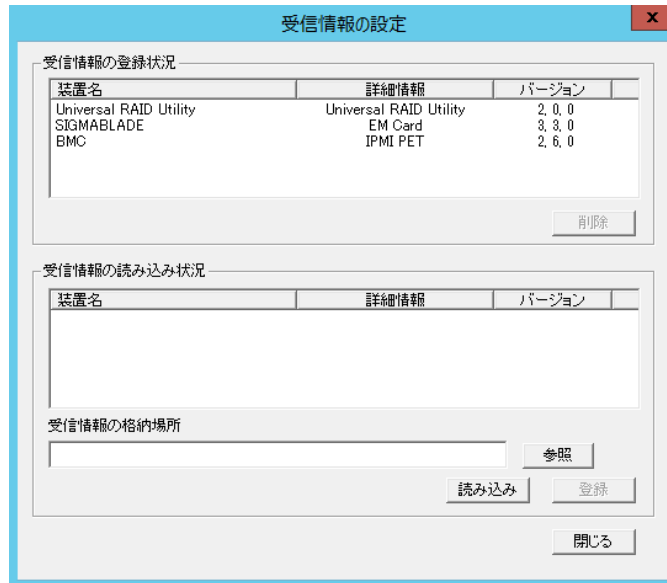 受信情報の設定
x
受信情報の登録状況
装置名 詳細情報 バージョン
Universal RAID Utility Universal RAID Utility 2, 0, 0
SIGMABLADE EM Card 3, 3, 0
BMC IPMI PET 2, 6, 0
削除
受信情報の読み込み状況
装置名 詳細情報 バージョン
受信情報の格納場所
参照
読み込み 登録
閉じる